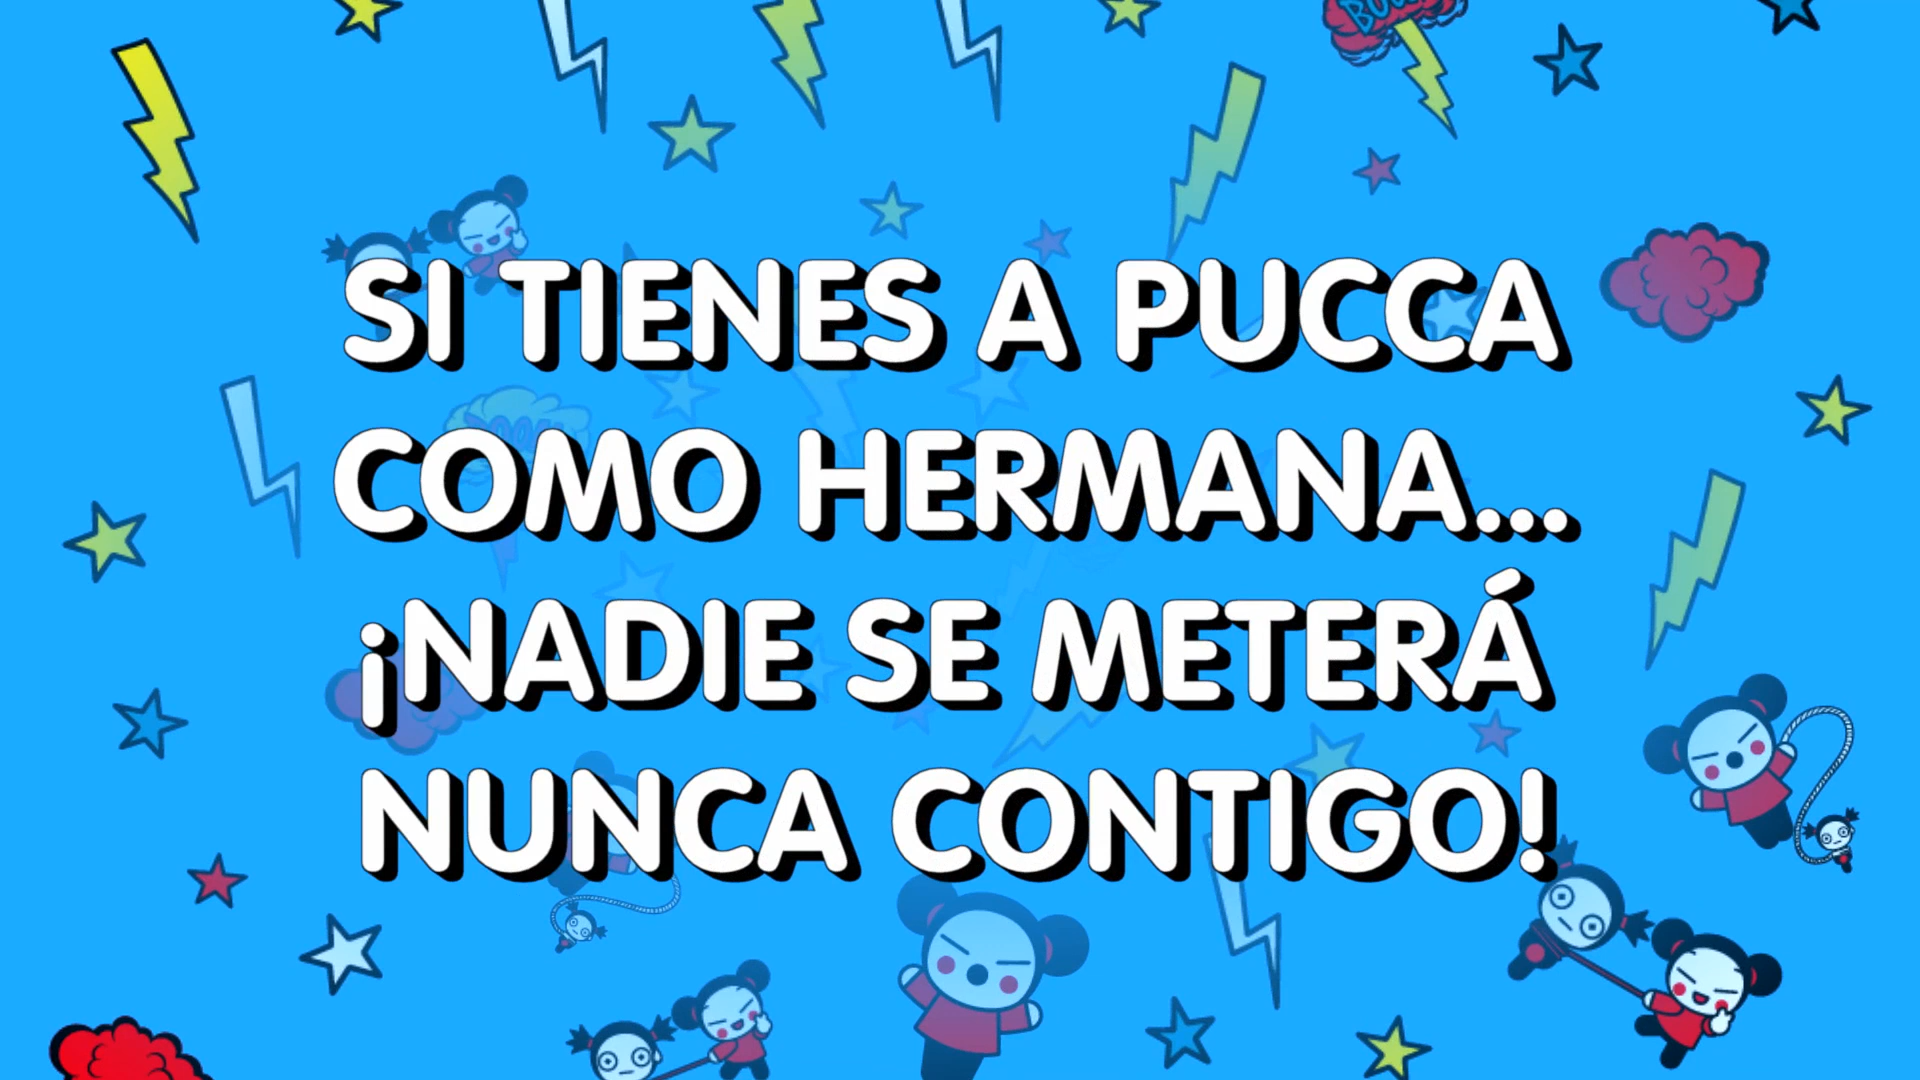 SI TIENES A PUCCA
COMO HERMANA...
¡NADIE SE METERÁ
NUNCA CONTIGO!